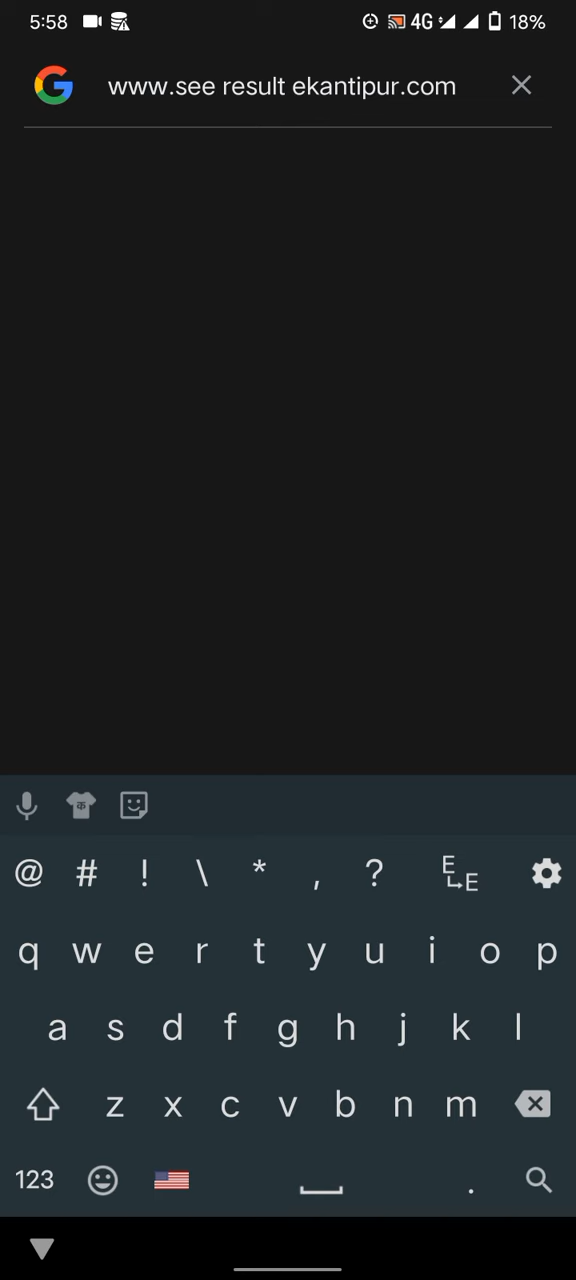 5:58 4G 18%
www.see result ekantipur.com
@ # ! \ * , ? E E
q w e r t y u i o p
a s d f g h j k l
z x c v b n m
123 .